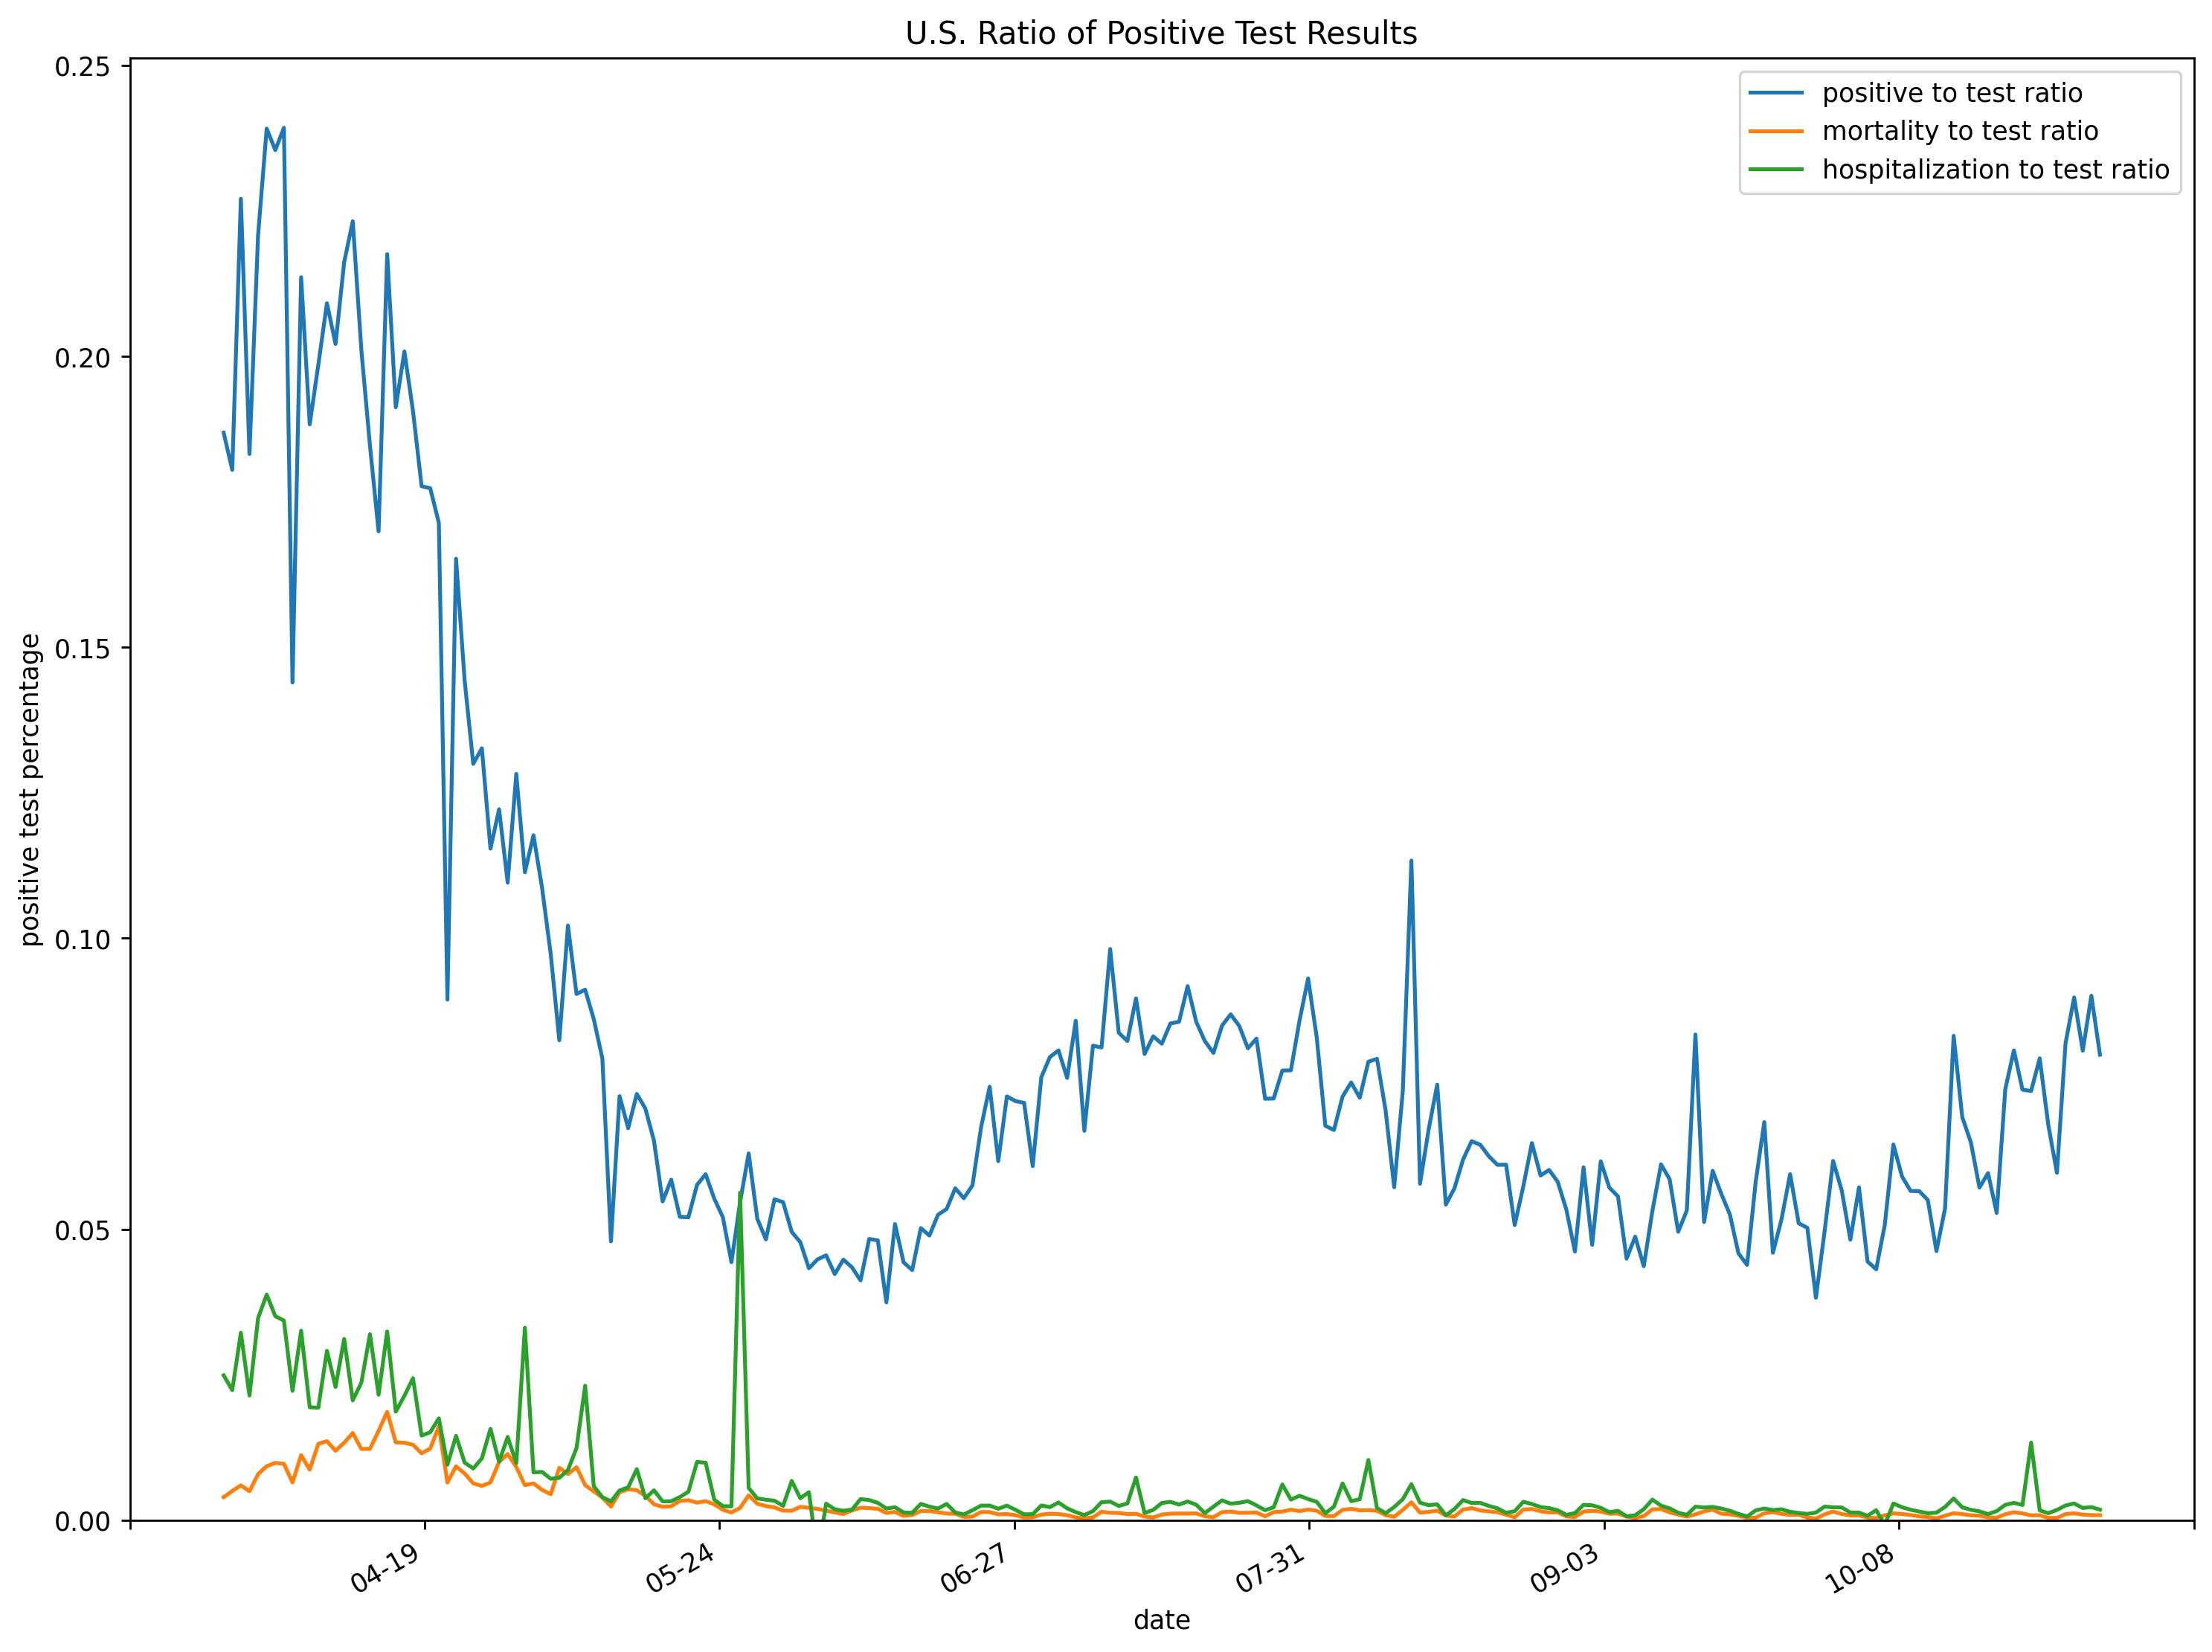 U.S. Ratio of Positive Test Results
positive to test ratio
mortality to test ratio
hospitalization to test ratio
positive test percentage
0.25
0.20
0.15
0.10
0.05
0.00
04-19
05-24
06-27
07-31
09-03
10-08
date